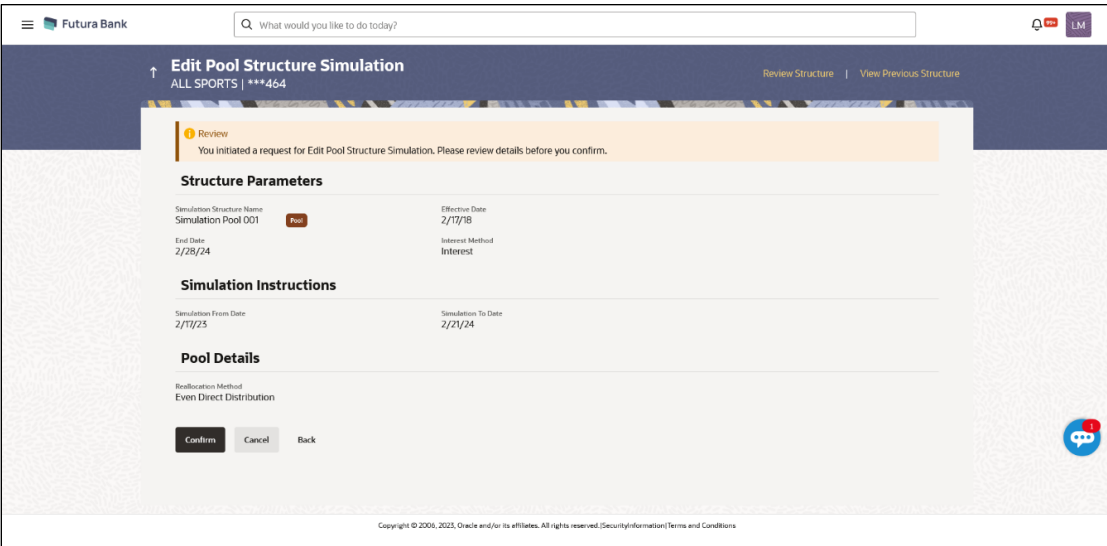 Futura Bank
What would you like to do today?
99+
LM
Edit Pool Structure Simulation
ALL SPORTS | ***464
Review Structure | View Previous Structure
Review
You initiated a request for Edit Pool Structure Simulation. Please review details before you confirm.
Structure Parameters
Simulation Structure Name Effective Date
Simulation Pool 001 Pool 2/17/18
End Date Interest Method
2/28/24 Interest
Simulation Instructions
Simulation From Date Simulation To Date
2/17/23 2/21/24
Pool Details
Reallocation Method
Even Direct Distribution
Confirm Cancel Back
1
Copyright © 2006, 2023, Oracle and/or its affiliates. All rights reserved.|SecurityInformation|Terms and Conditions